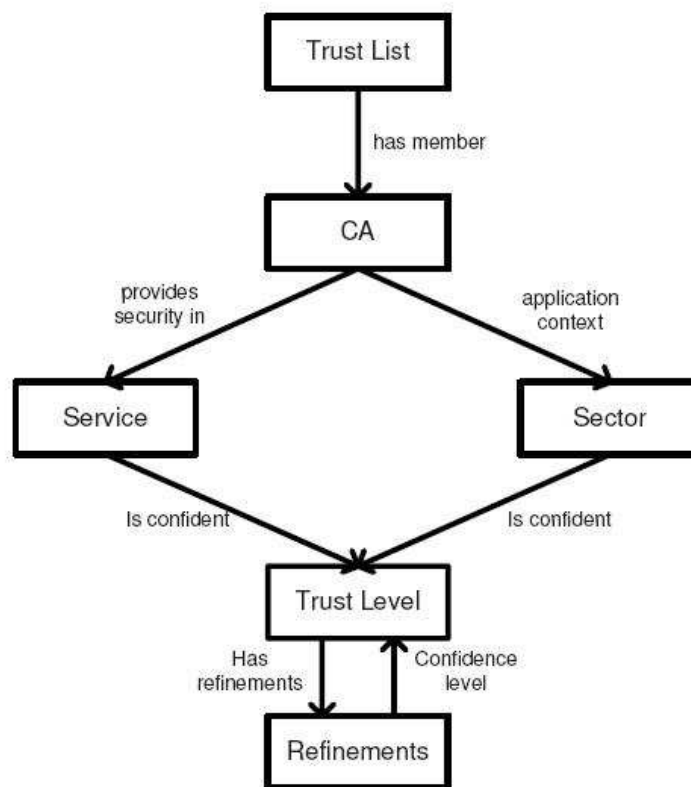 Trust List
has member
CA
provides
security in
application
context
Service
Sector
Is confident
Is confident
Trust Level
Has
refinements
Confidence
level
Refinements